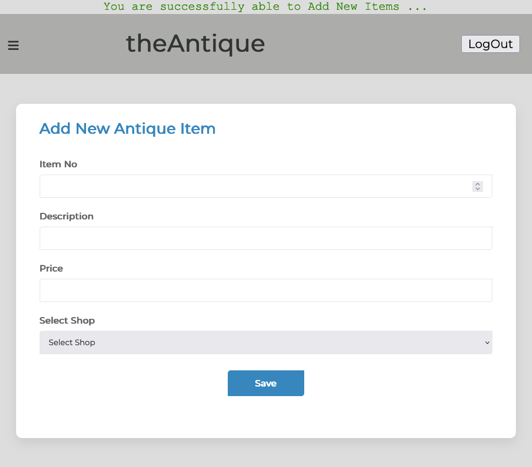 You are successfully able to Add New Items ...
theAntique
LogOut
Add New Antique Item
Item No
Description
Price
Select Shop
Select Shop
Save